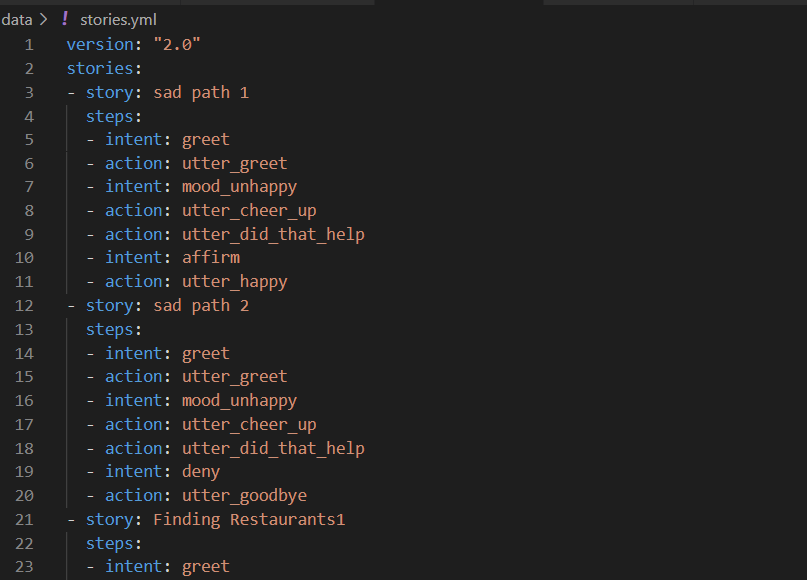 data > ! stories.yml
1 version: "2.0"
2 stories:
3 - story: sad path 1
4 steps:
5 - intent: greet
6 - action: utter_greet
7 - intent: mood_unhappy
8 - action: utter_cheer_up
9 - action: utter_did_that_help
10 - intent: affirm
11 - action: utter_happy
12 - story: sad path 2
13 steps:
14 - intent: greet
15 - action: utter_greet
16 - intent: mood_unhappy
17 - action: utter_cheer_up
18 - action: utter_did_that_help
19 - intent: deny
20 - action: utter_goodbye
21 - story: Finding Restaurants1
22 steps:
23 - intent: greet